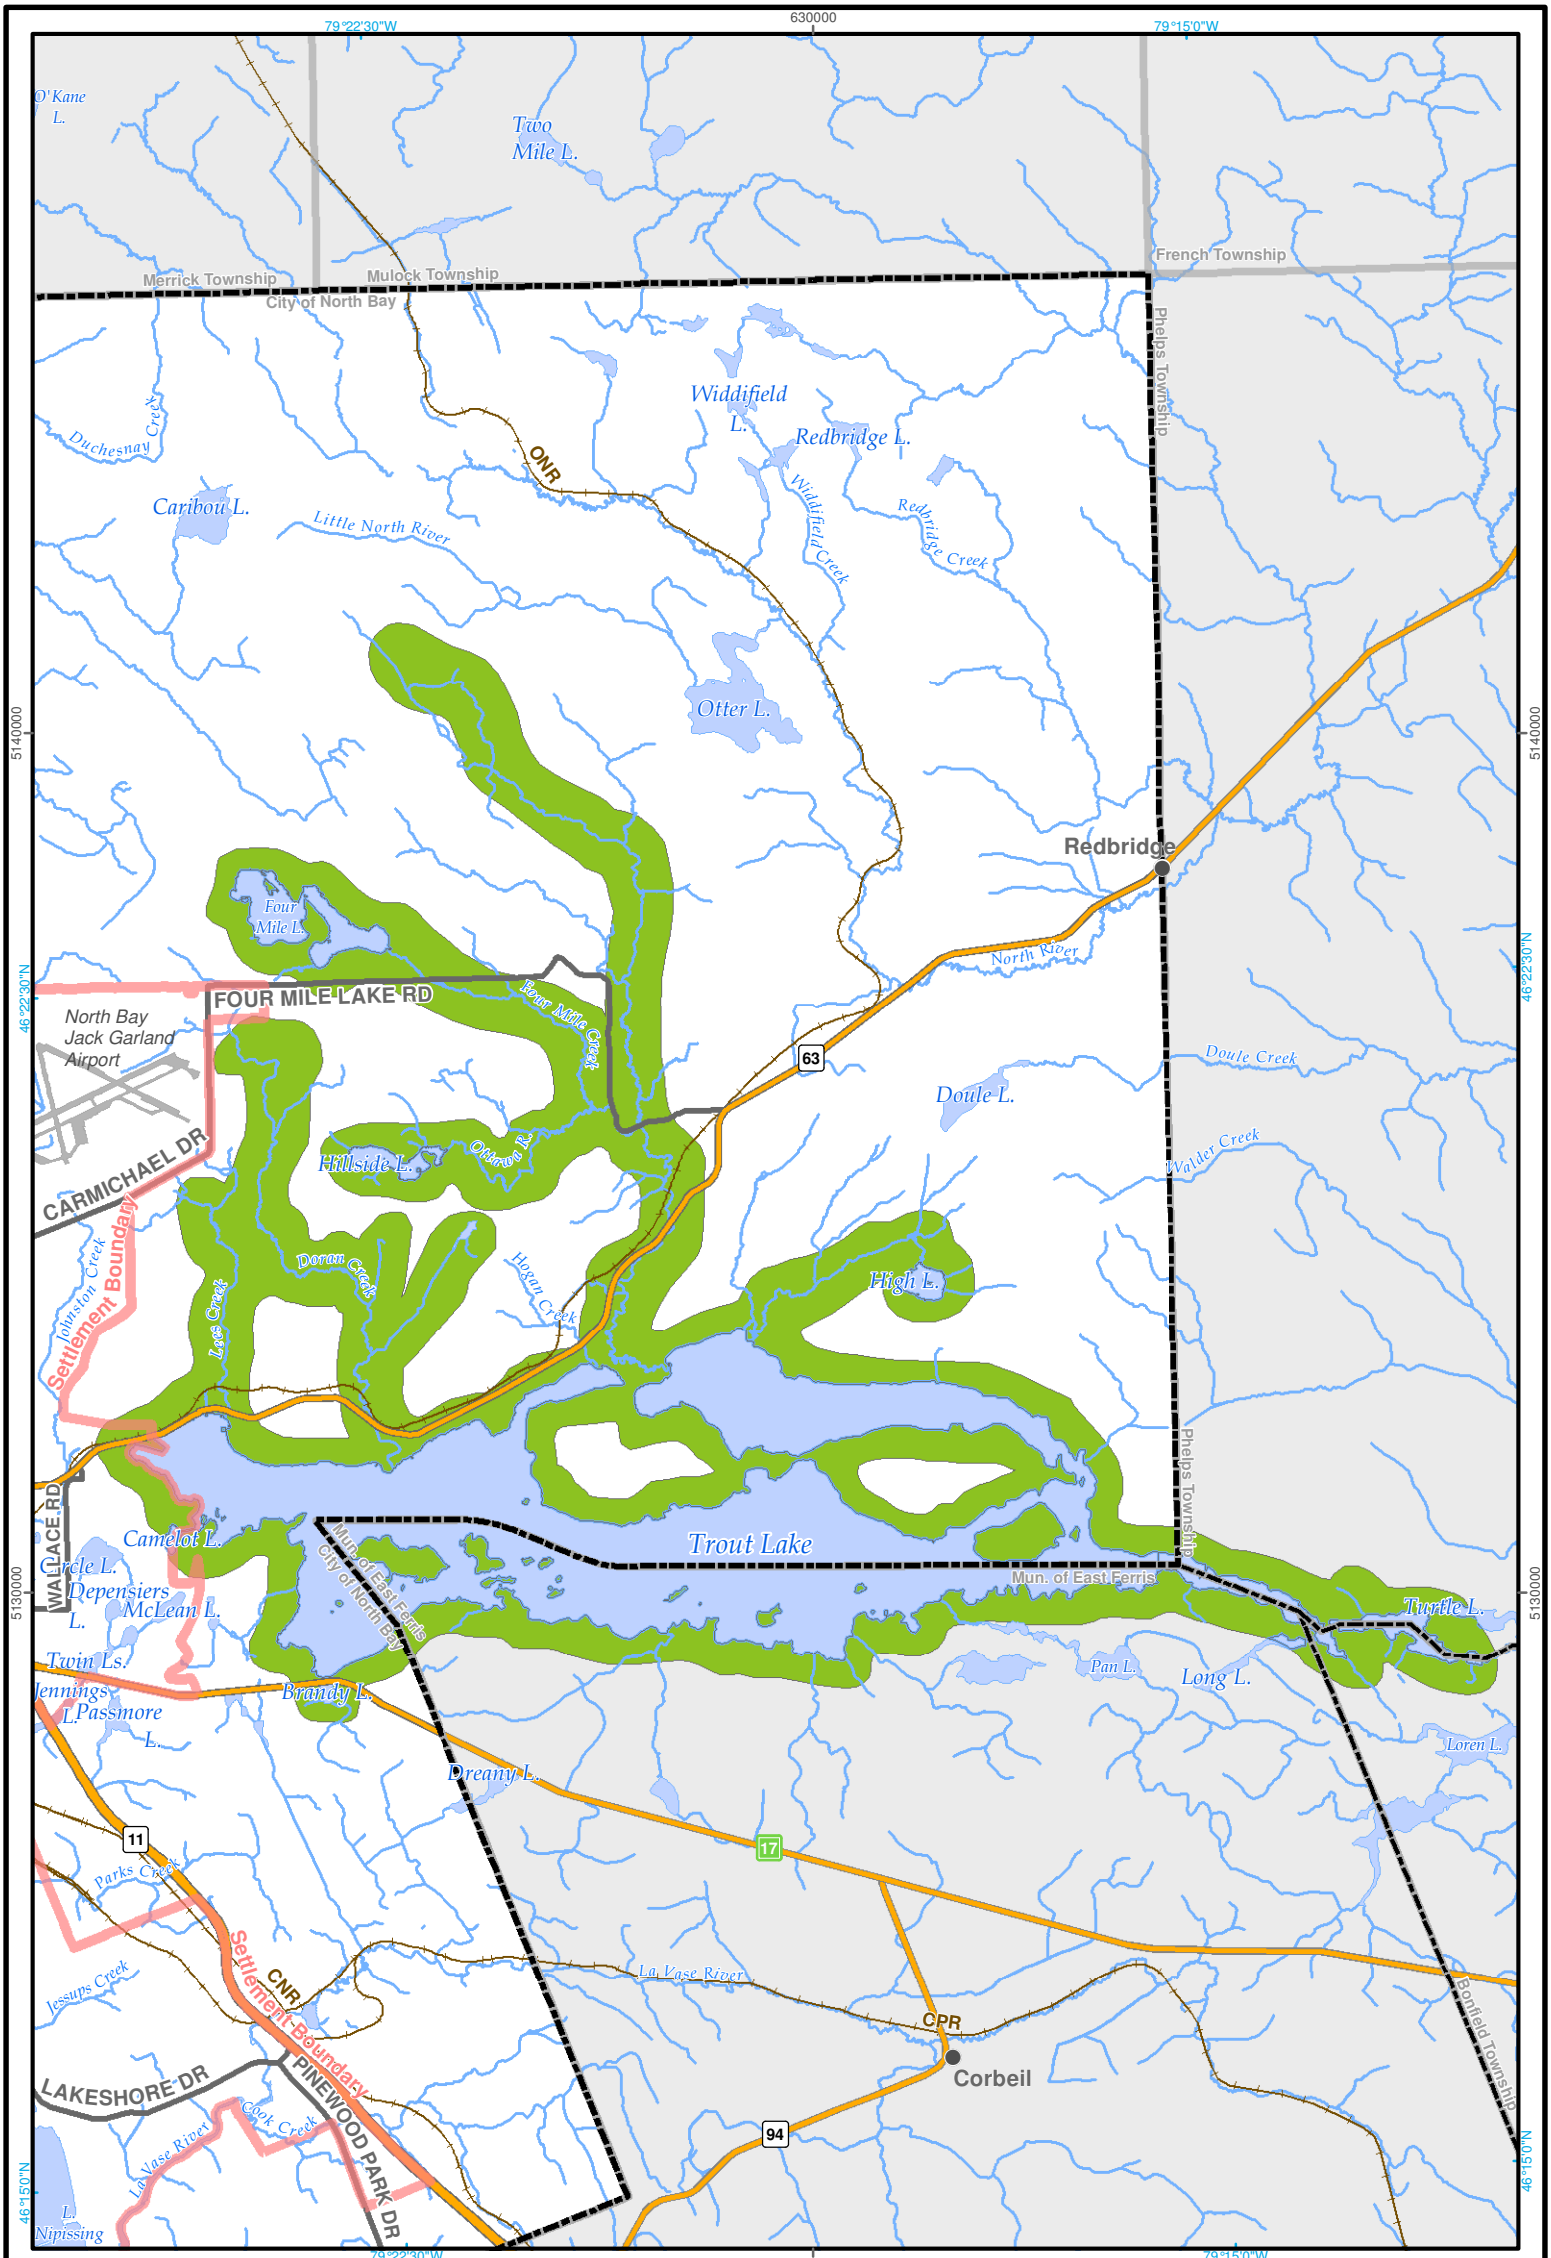 630000
79°22'30"W
79°15'0"W
O'Kane
L.
Two
Mile L.
French Township
Merrick Township
Mulock Township
City of North Bay
Phelps Township
Widdifield
L.
Redbridge L.
Duchesnay Creek
ONR
Caribou L.
Little North River
Widdifield Creek
Redbridge Creek
Otter L.
5140000
5140000
Redbridge
Four
Mile L.
North River
46°22'30"N
46°22'30"N
FOUR MILE LAKE RD
Four Mile Creek
North Bay
Jack Garland
Airport
63
Doule Creek
Doule L.
CARMICHAEL DR
Hillside L.
Ottawa R.
Walder Creek
Settlement Boundary
Johnston Creek
Doran Creek
Hogan Creek
High L.
Lees Creek
Phelps Township
WALLACE RD
Camelot L.
Trout Lake
Mun. of East Ferris
City of North Bay
Mun. of East Ferris
Circle L.
Depensiers
L.
McLean L.
5130000
5130000
Turtle L.
Twin Ls.
Pan L.
Long L.
Jennings
L.
Brandy L.
Passmore
L.
Loren L.
Dreany L.
11
17
Parks Creek
Settlement Boundary
Jessups Creek
CNR
La Vase River
CPR
Bonfield Township
Corbeil
LAKESHORE DR
PINEWOOD PARK DR
Cook Creek
La Vase River
94
46°15'0"N
46°15'0"N
L.
Nipissing
79°22'30"W
79°15'0"W